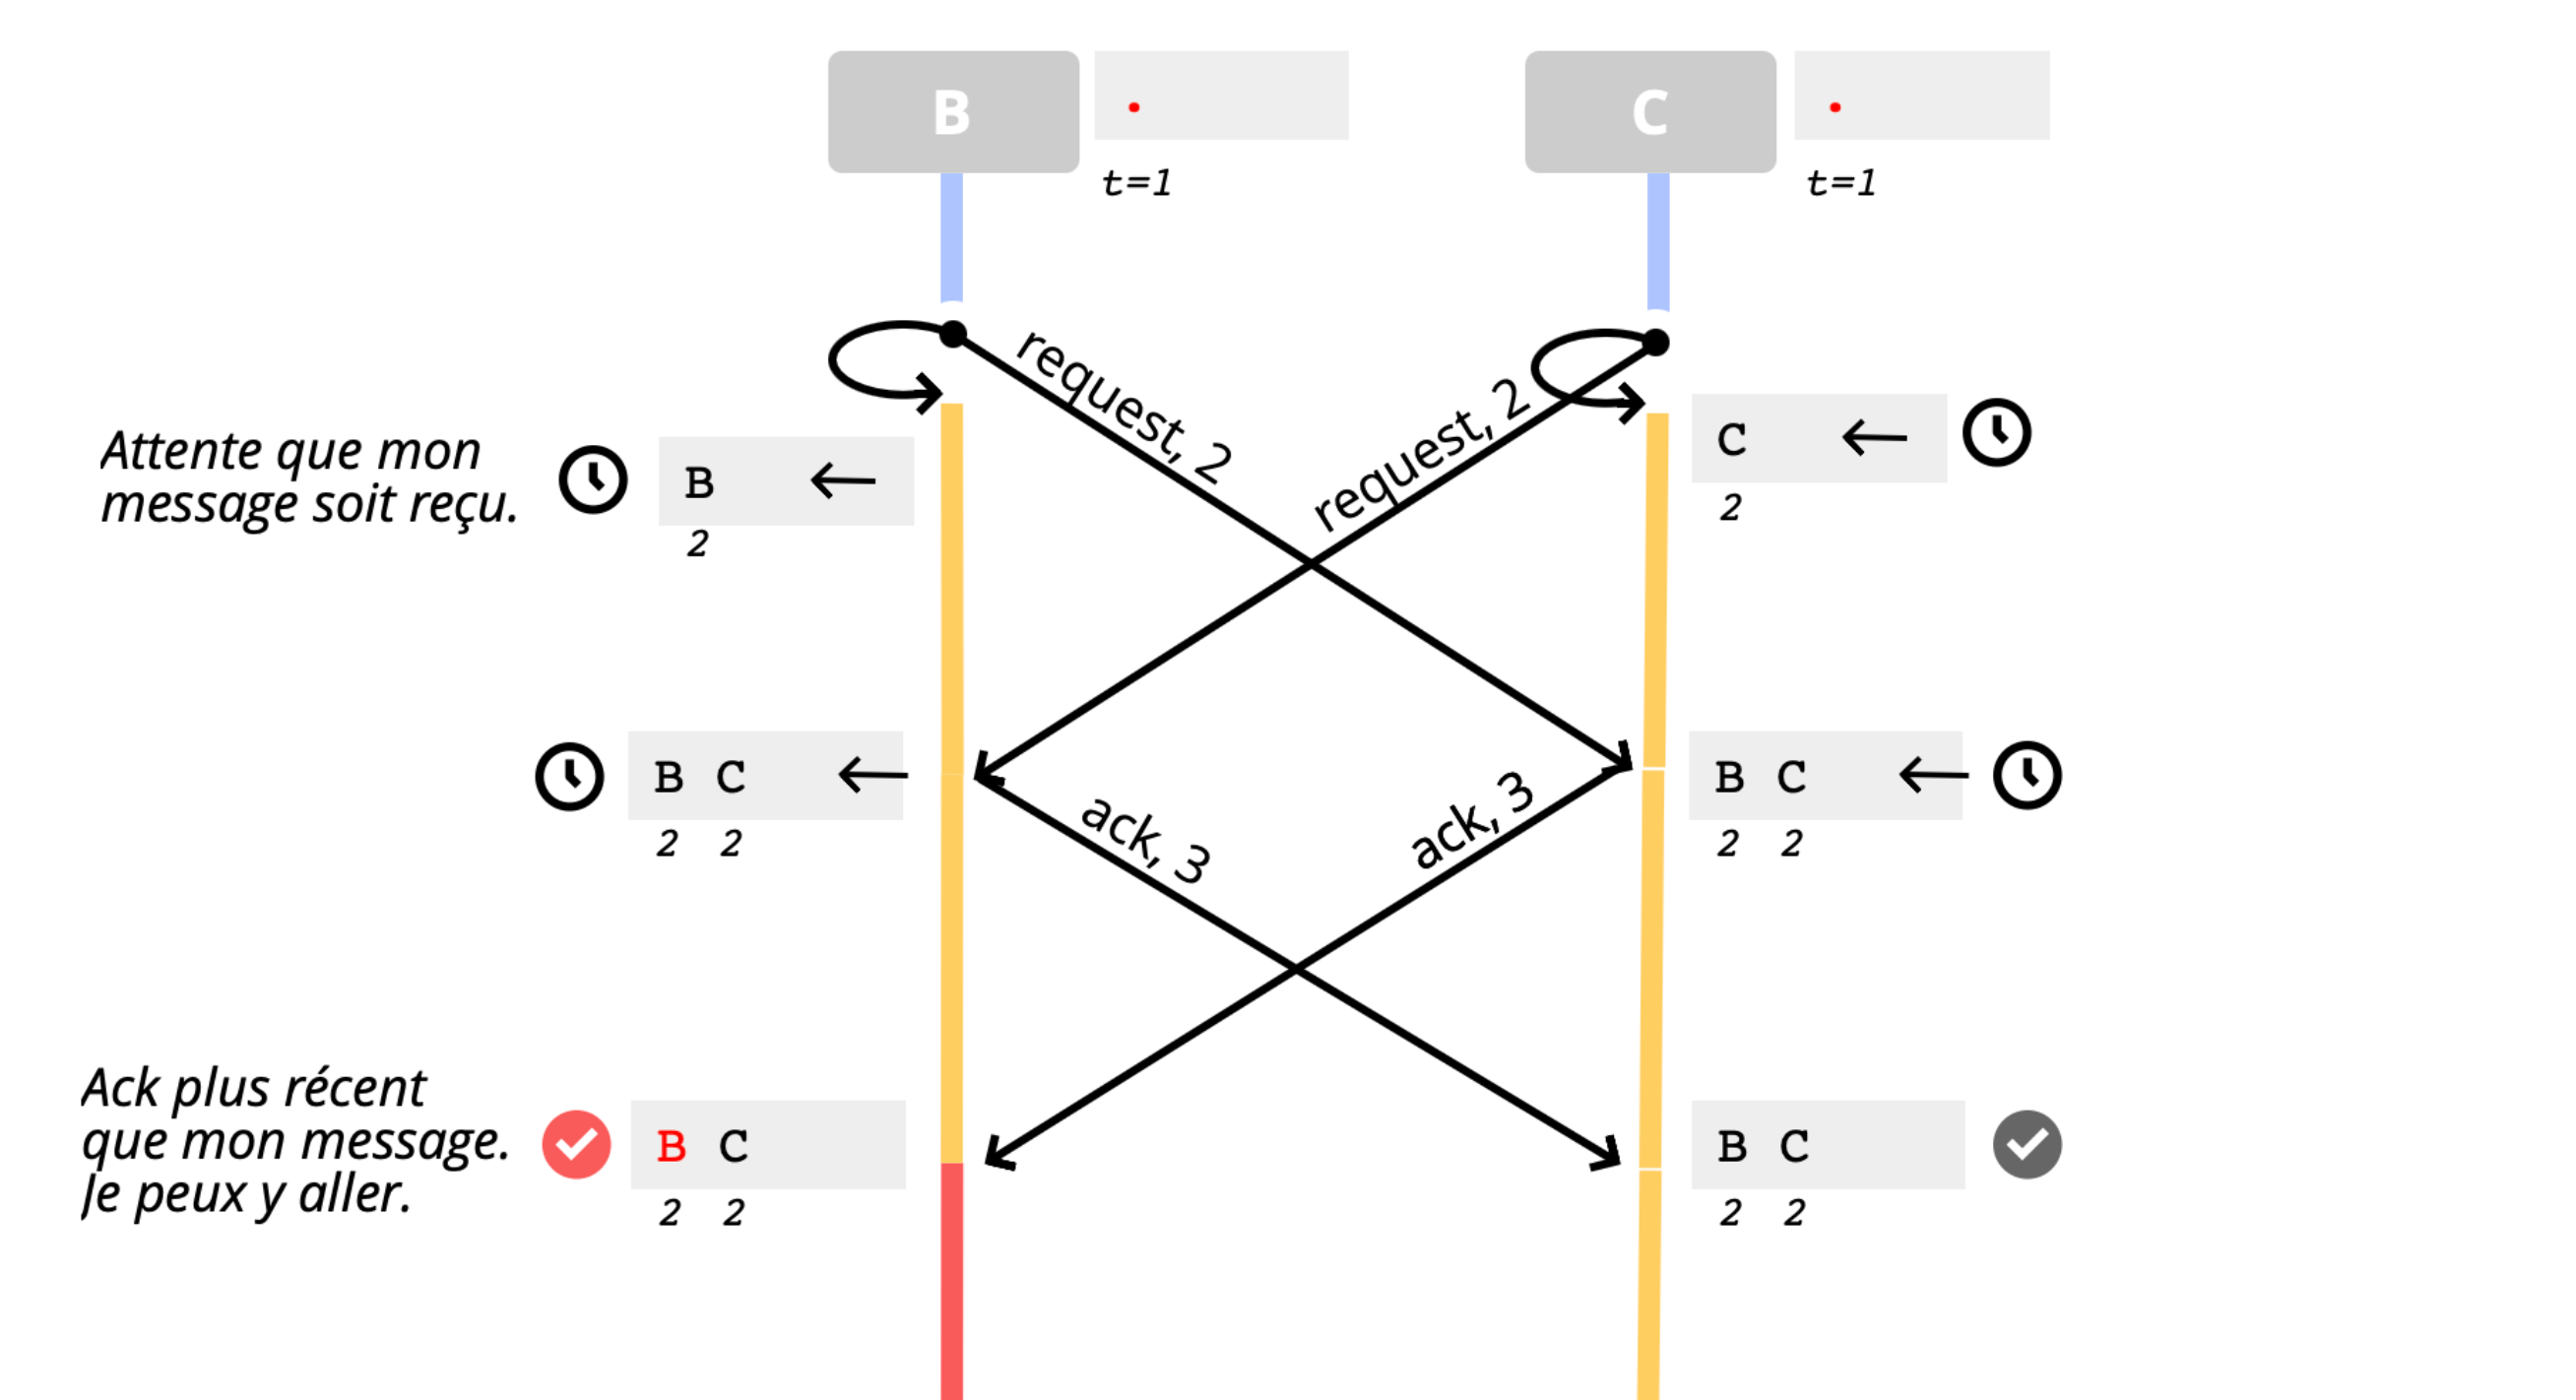 B
C
t=1
t=1
request, 2
request, 2
Attente que mon
message soit reçu.
B
2
C
2
B C
2 2
ack, 3
ack, 3
B C
2 2
Ack plus récent
que mon message.
Je peux y aller.
B C
2 2
B C
2 2